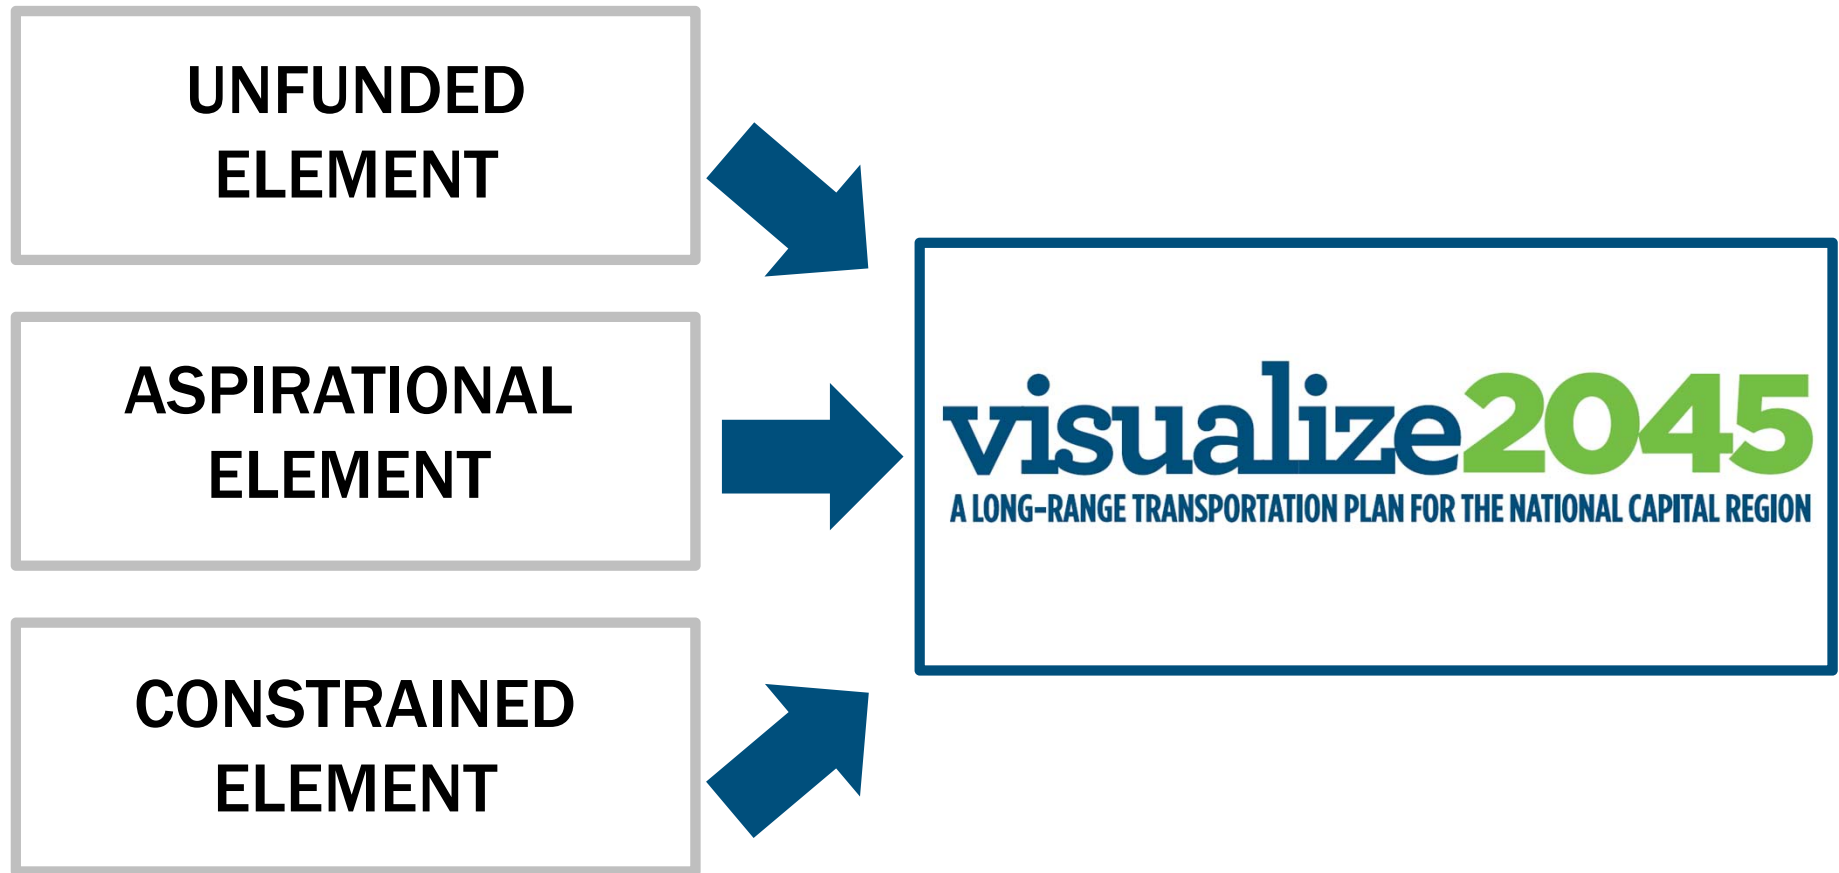 UNFUNDED
ELEMENT
ASPIRATIONAL
ELEMENT
CONSTRAINED
ELEMENT
visualize2045
A LONG-RANGE TRANSPORTATION PLAN FOR THE NATIONAL CAPITAL REGION